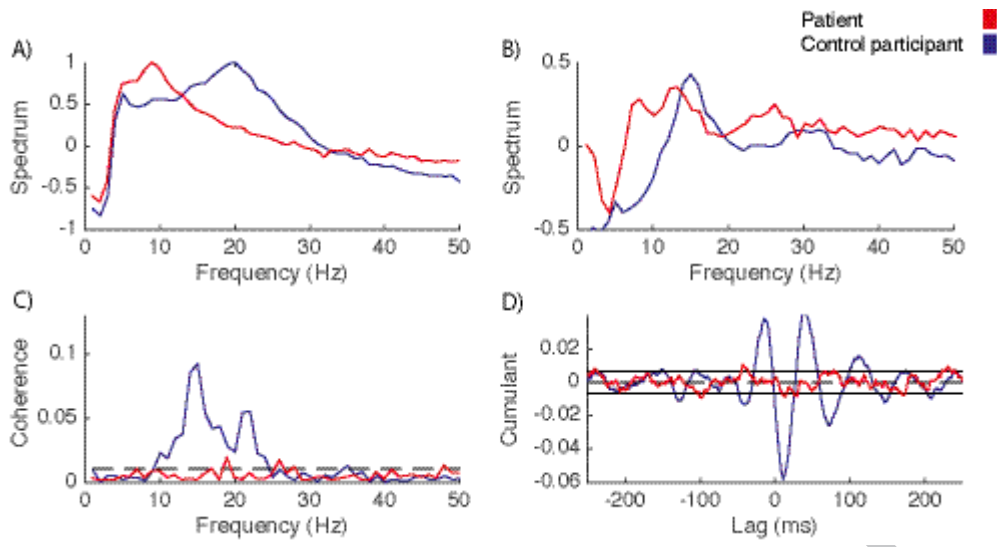 Patient
Control participant
A)
1
0.5
0
-0.5
-1
Spectrum
0 10 20 30 40 50
Frequency (Hz)
B)
0.5
0
-0.5
Spectrum
0 10 20 30 40 50
Frequency (Hz)
C)
0.1
0.05
0
Coherence
0 10 20 30 40 50
Frequency (Hz)
D)
0.02
0
-0.02
-0.04
-0.06
Cumulant
-200 -100 0 100 200
Lag (ms)